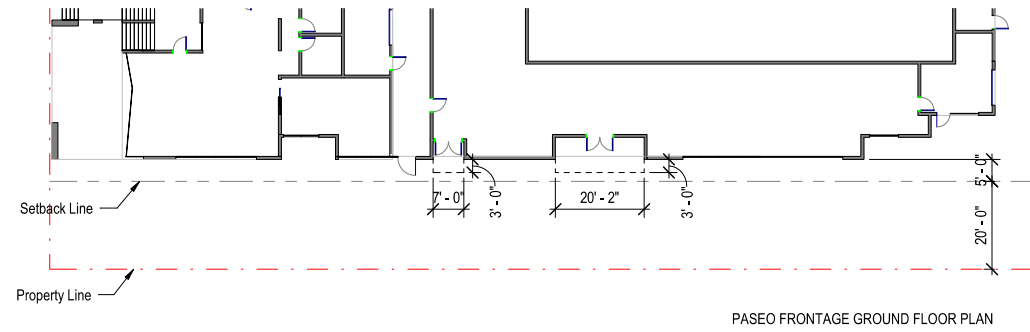 5' - 0"
Setback Line
7' - 0"
3' - 0"
20' - 2"
3' - 0"
20' - 0"
Property Line
PASEO FRONTAGE GROUND FLOOR PLAN